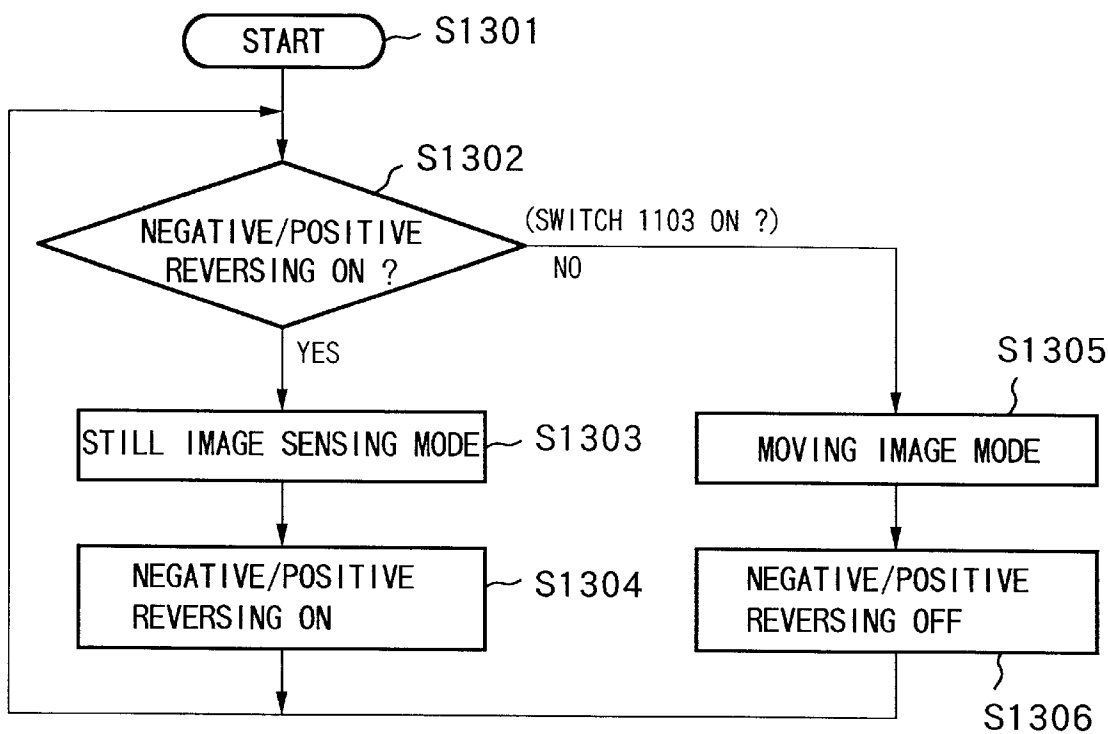 START
S1301
S1302
NEGATIVE/POSITIVE
REVERSING ON ?
(SWITCH 1103 ON ?)
NO
YES
STILL IMAGE SENSING MODE
S1303
S1305
MOVING IMAGE MODE
NEGATIVE/POSITIVE
REVERSING ON
S1304
NEGATIVE/POSITIVE
REVERSING OFF
S1306